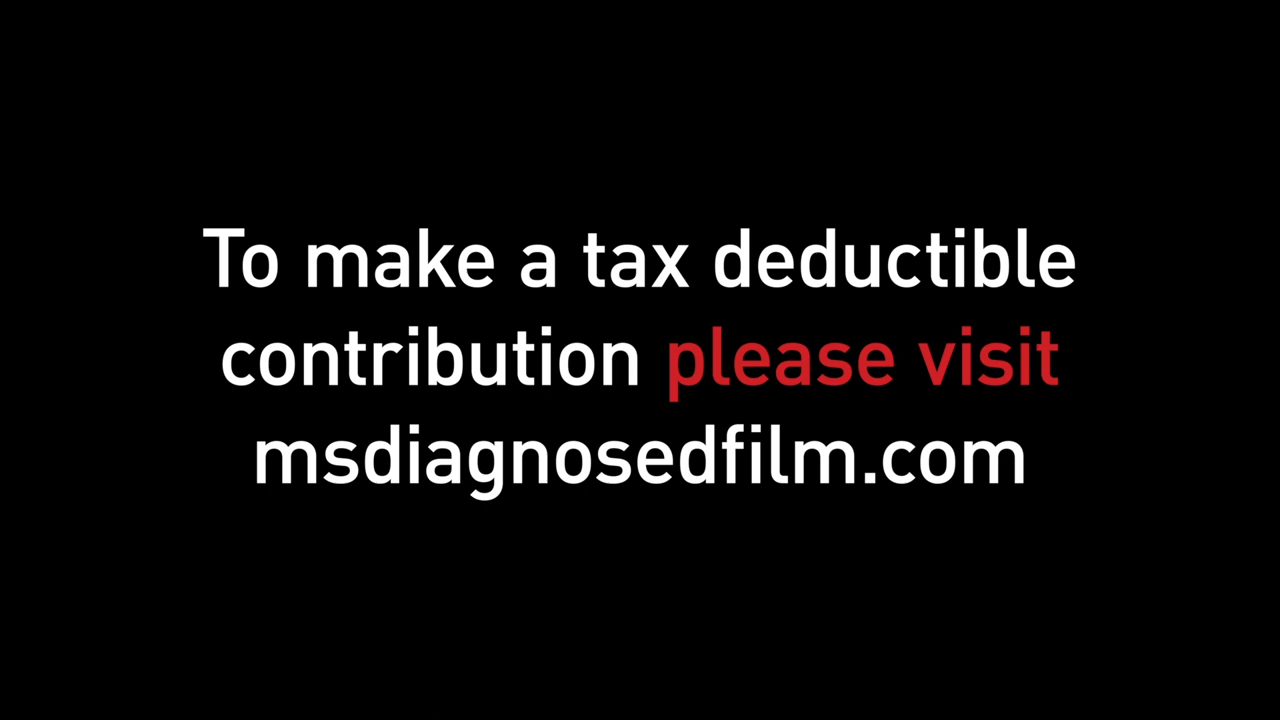 To make a tax deductible
contribution please visit
msdiagnosedfilm.com